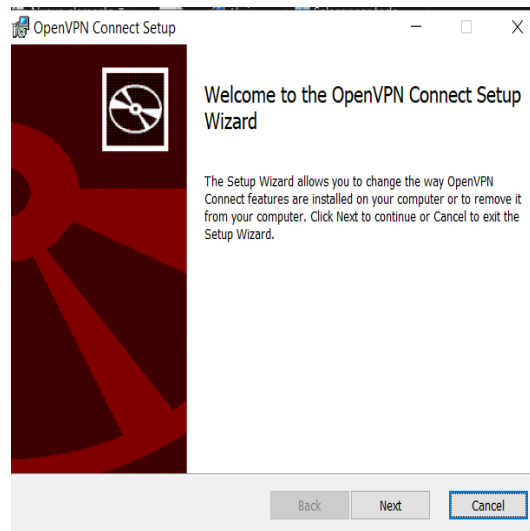 OpenVPN Connect Setup
Welcome to the OpenVPN Connect Setup
Wizard
The Setup Wizard allows you to change the way OpenVPN
Connect features are installed on your computer or to remove it
from your computer. Click Next to continue or Cancel to exit the
Setup Wizard.
Back Next Cancel